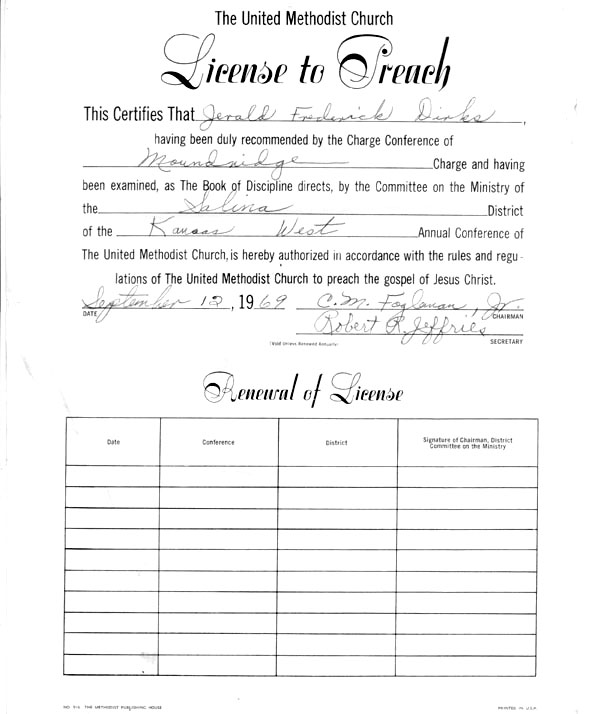 The United Methodist Church
License to Preach
This Certifies That Jerald Frederick Dirks,
having been duly recommended by the Charge Conference of
Moundridge Charge and having
been examined, as The Book of Discipline directs, by the Committee on the Ministry of
the Salina District
of the Kansas West Annual Conference of
The United Methodist Church, is hereby authorized in accordance with the rules and regu-
lations of The United Methodist Church to preach the gospel of Jesus Christ.
September 12, 1969 C.M. Fogleman, Jr.
DATE CHAIRMAN
Robert R. Jeffries
(Void Unless Renewed Annually) SECRETARY
Renewal of License
Date Conference District Signature of Chairman, District
Committee on the Ministry
THE METHODIST PUBLISHING HOUSE PRINTED IN U.S.A.